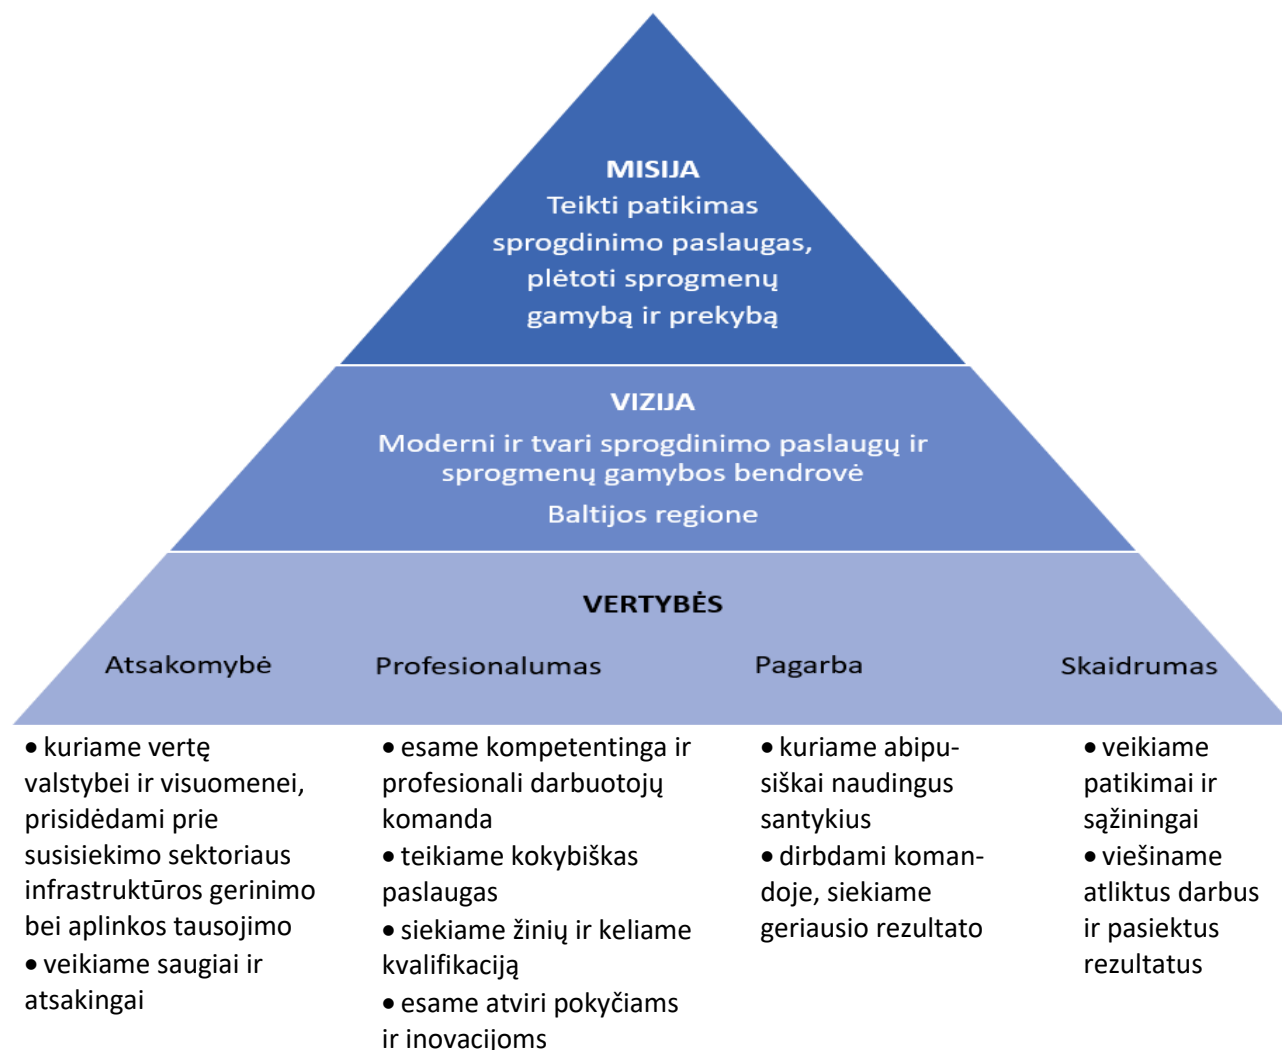 MISIJA
Teikti patikimas
sprogdinimo paslaugas,
plėtoti sprogmenų
gamybą ir prekybą
VIZIJA
Moderni ir tvari sprogdinimo paslaugų ir
sprogmenų gamybos bendrovė
Baltijos regione
VERTYBĖS
Atsakomybė
• kuriame vertę
valstybei ir visuomenei,
prisidėdami prie
susisiekimo sektoriaus
infrastruktūros gerinimo
bei aplinkos tausojimo
• veikiame saugiai ir
atsakingai
Profesionalumas
• esame kompetentinga ir
profesionali darbuotojų
komanda
• teikiame kokybiškas
paslaugas
• siekiame žinių ir keliame
kvalifikaciją
• esame atviri pokyčiams
ir inovacijoms
Pagarba
• kuriame abipu-
siškai naudingus
santykius
• dirbdami koman-
doje, siekiame
geriausio rezultato
Skaidrumas
• veikiame
patikimai ir
sąžiningai
• viešiname
atliktus darbus
ir pasiektus
rezultatus